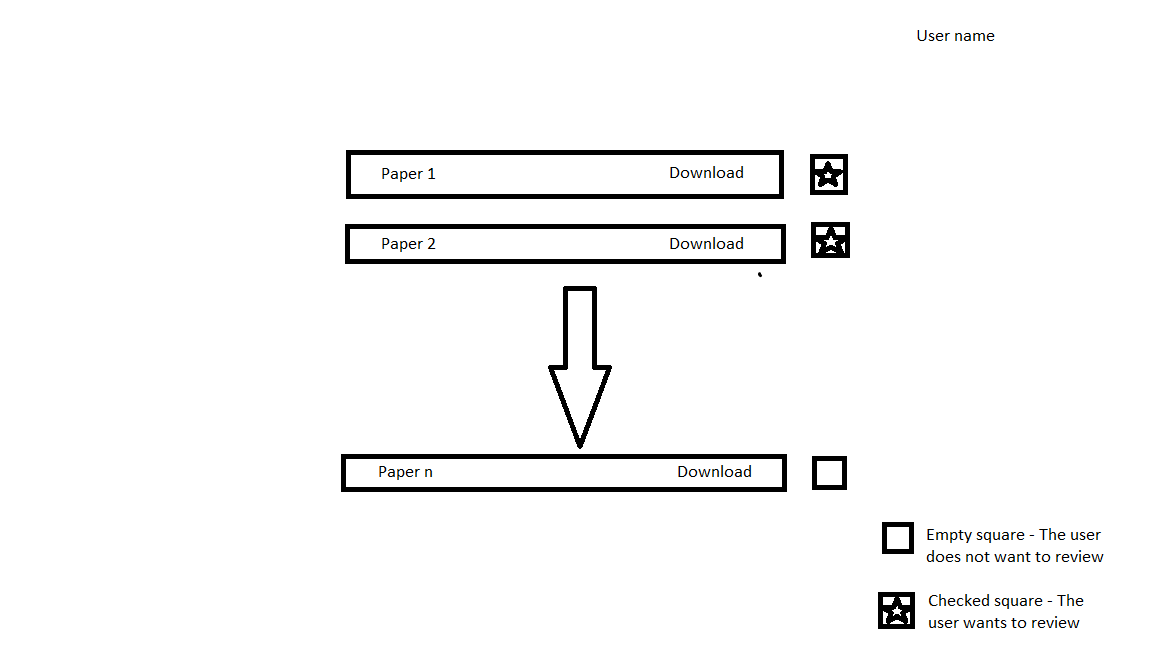 User name
Paper 1 Download
Paper 2 Download
Paper n Download
Empty square - The user
does not want to review
Checked square - The
user wants to review